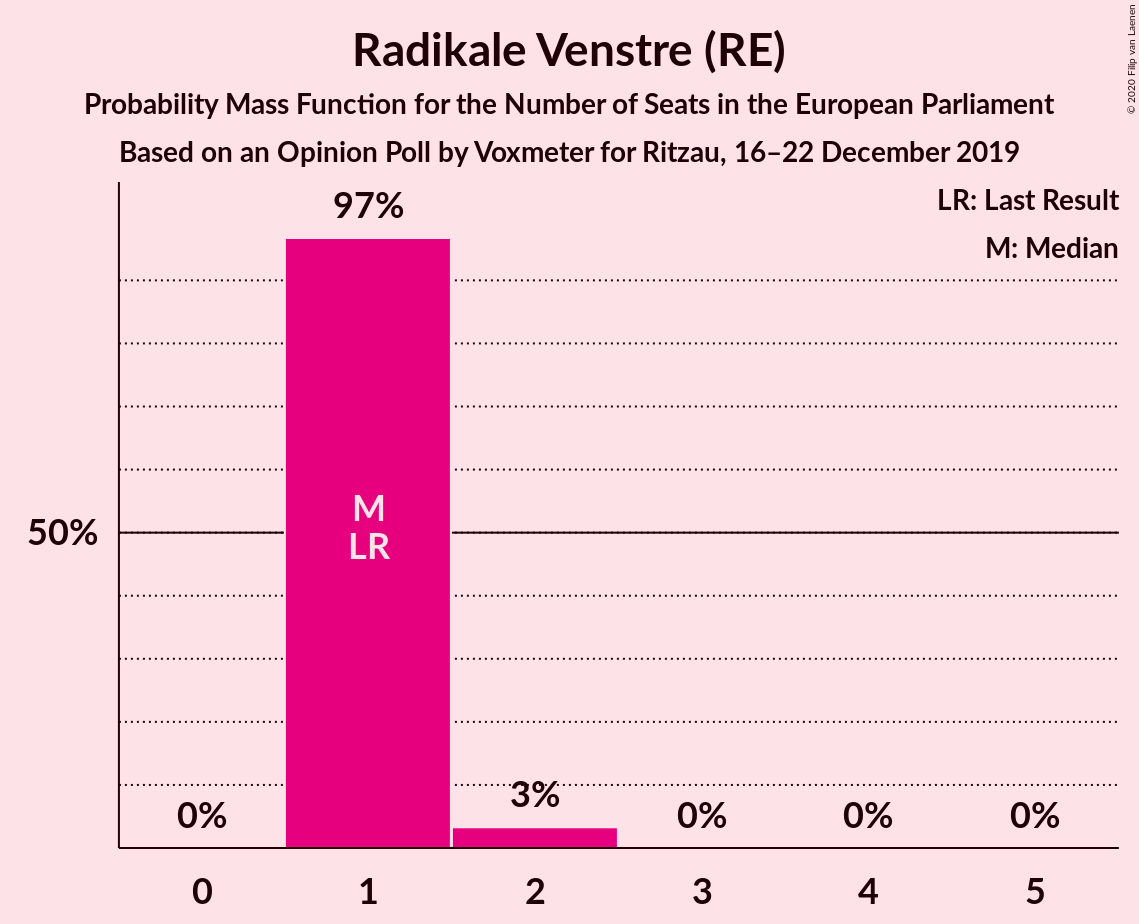 Radikale Venstre (RE)
Probability Mass Function for the Number of Seats in the European Parliament
Based on an Opinion Poll by Voxmeter for Ritzau, 16–22 December 2019
© 2020 Filip van Laenen
LR: Last Result
M: Median
97%
M
LR
50%
0%
3%
0%
0%
0%
0
1
2
3
4
5